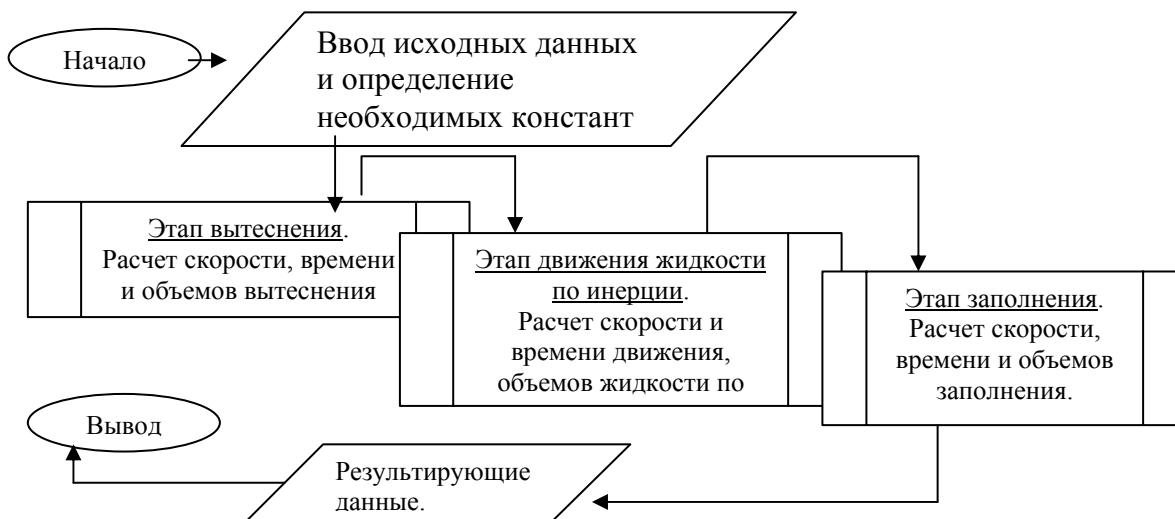 Начало
Ввод исходных данных
и определение
необходимых констант
Этап вытеснения.
Расчет скорости, времени
и объемов вытеснения
Этап движения жидкости
по инерции.
Расчет скорости и
времени движения,
объемов жидкости по
Этап заполнения.
Расчет скорости,
времени и объемов
заполнения.
Вывод
Результирующие
данные.